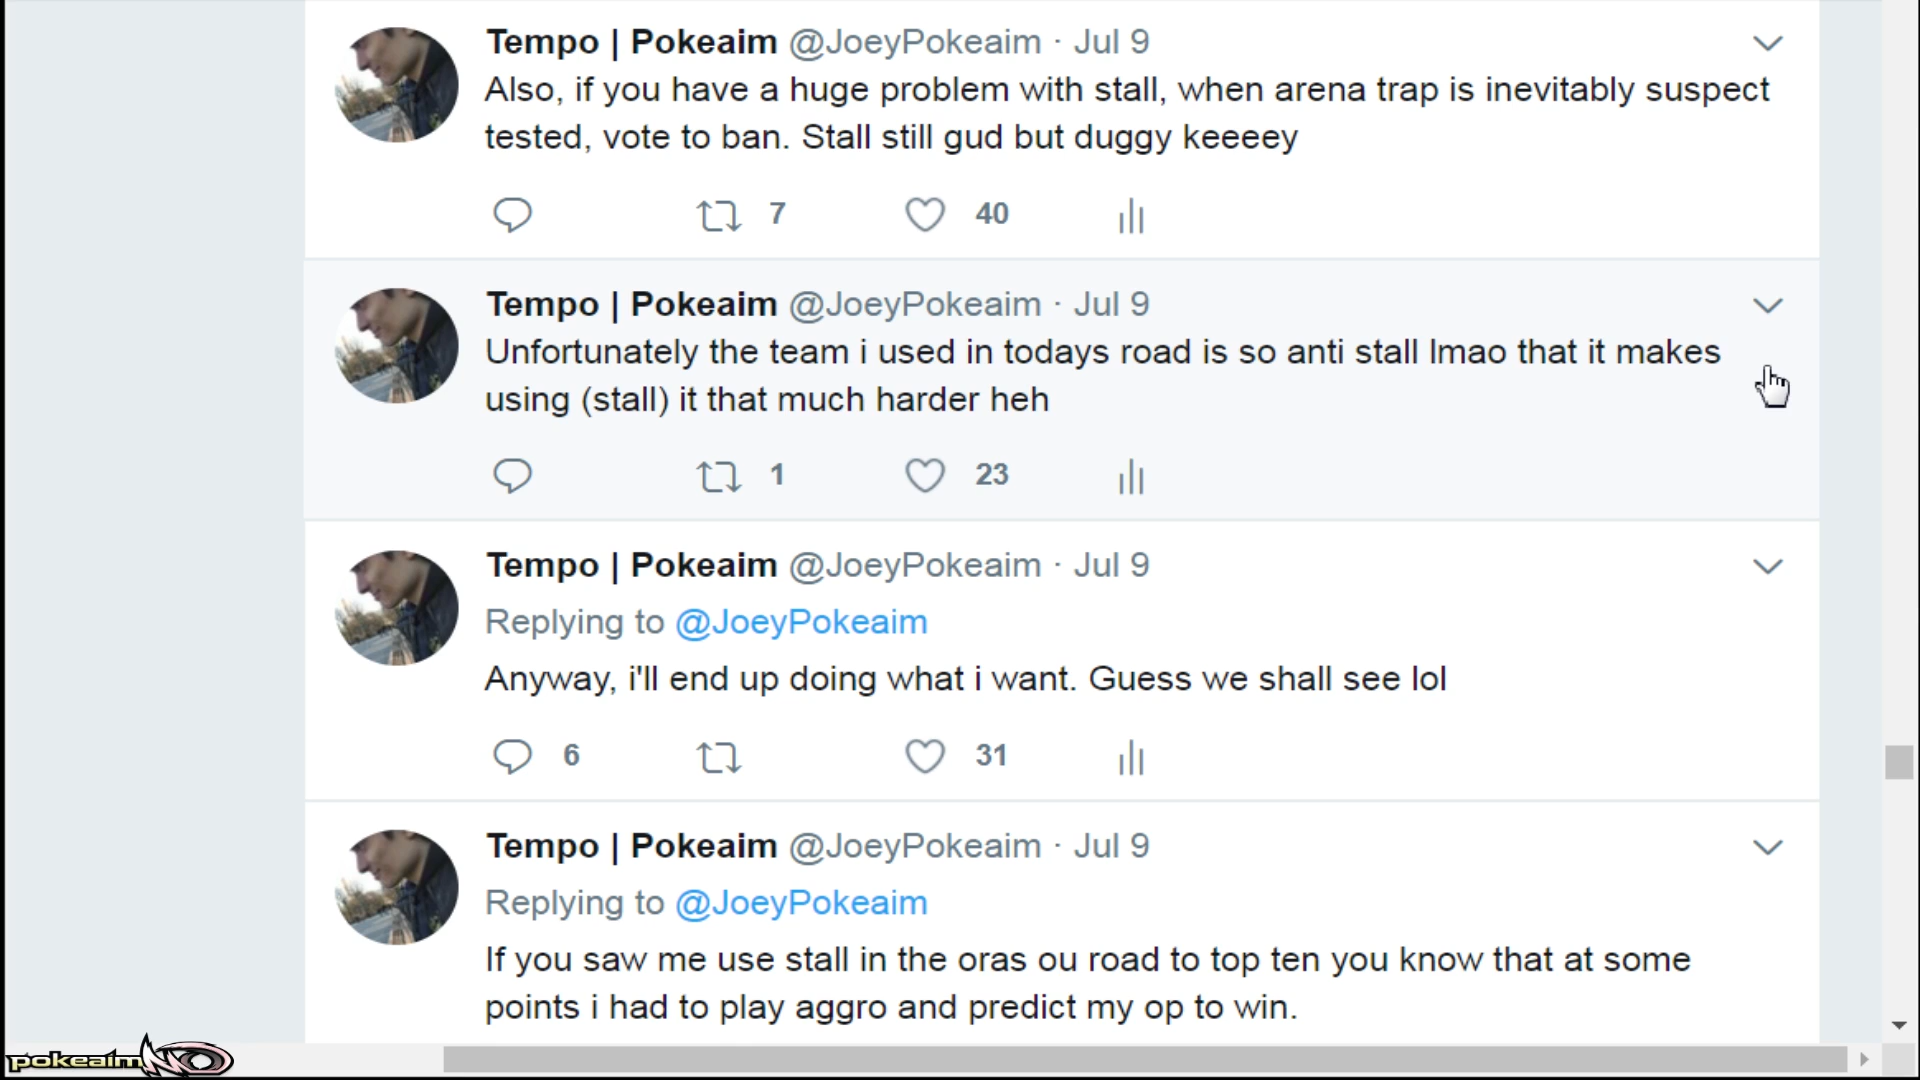 Tempo | Pokeaim @JoeyPokeaim · Jul 9
Also, if you have a huge problem with stall, when arena trap is inevitably suspect
tested, vote to ban. Stall still gud but duggy keeeey
7 40
Tempo | Pokeaim @JoeyPokeaim · Jul 9
Unfortunately the team i used in todays road is so anti stall lmao that it makes
using (stall) it that much harder heh
1 23
Tempo | Pokeaim @JoeyPokeaim · Jul 9
Replying to @JoeyPokeaim
Anyway, i'll end up doing what i want. Guess we shall see lol
6 31
Tempo | Pokeaim @JoeyPokeaim · Jul 9
Replying to @JoeyPokeaim
If you saw me use stall in the oras ou road to top ten you know that at some
points i had to play aggro and predict my op to win.
pokeaimMD